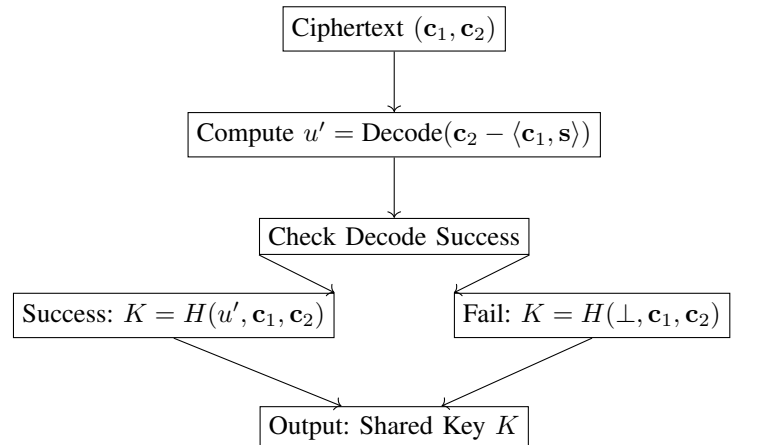 Ciphertext (c₁, c₂)
Compute u′ = Decode(c₂ − ⟨c₁, s⟩)
Check Decode Success
Success: K = H(u′, c₁, c₂)
Fail: K = H(⊥, c₁, c₂)
Output: Shared Key K